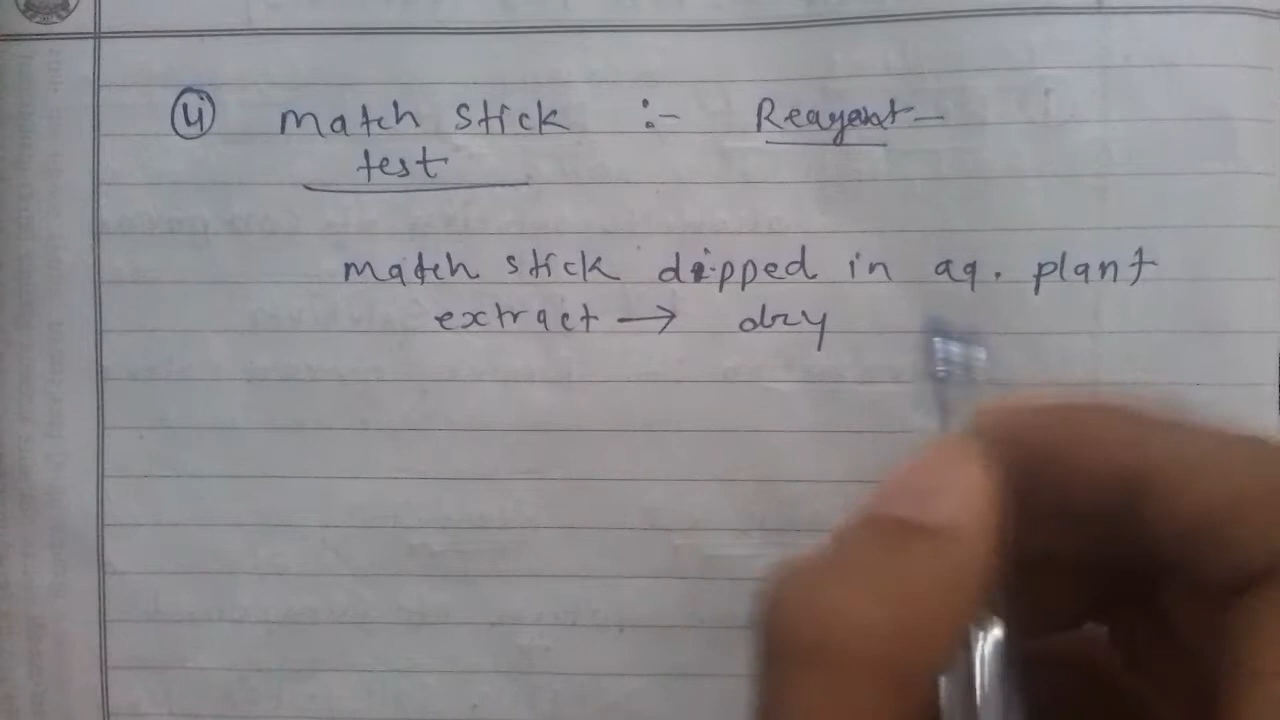 4 Match stick :- Reagent -
test
match stick dipped in aq. plant
extract → dry